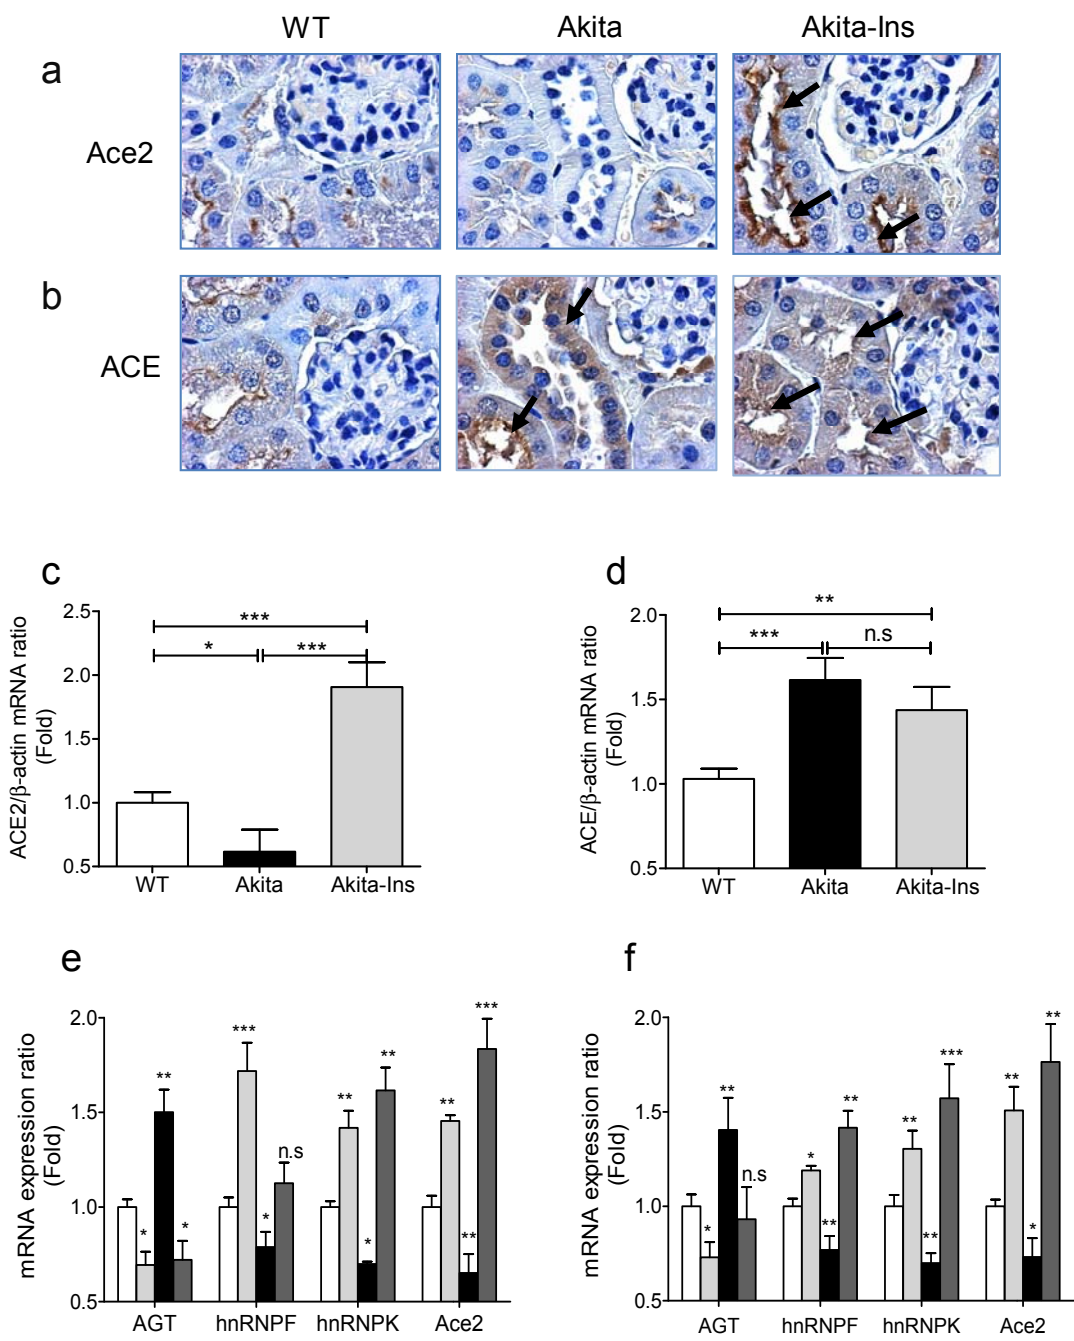 WT Akita Akita-Ins
a
Ace2
b
ACE
c
ACE2/β-actin mRNA ratio
(Fold)
2.5
2.0
1.5
1.0
0.5
***
* ***
WT Akita Akita-Ins
d
ACE/β-actin mRNA ratio
(Fold)
2.0
1.5
1.0
0.5
**
*** n.s
WT Akita Akita-Ins
e
mRNA expression ratio
(Fold)
2.0
1.5
1.0
0.5
* ** * *** * n.s ** * ** ** ** ***
AGT hnRNPF hnRNPK Ace2
f
mRNA expression ratio
(Fold)
2.0
1.5
1.0
0.5
* ** n.s * ** ** ** ** *** ** * **
AGT hnRNPF hnRNPK Ace2